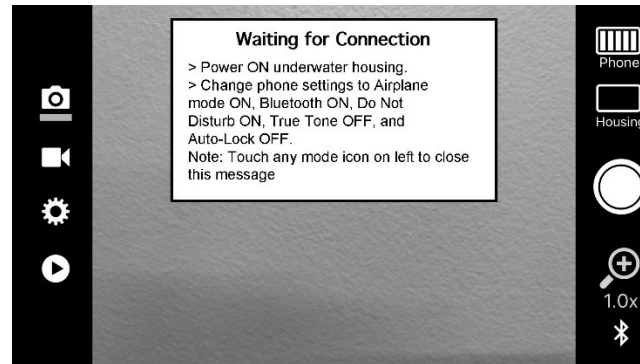 Waiting for Connection
> Power ON underwater housing.
> Change phone settings to Airplane
mode ON, Bluetooth ON, Do Not
Disturb ON, True Tone OFF, and
Auto-Lock OFF.
Note: Touch any mode icon on left to close
this message
Phone
Housing
1.0x